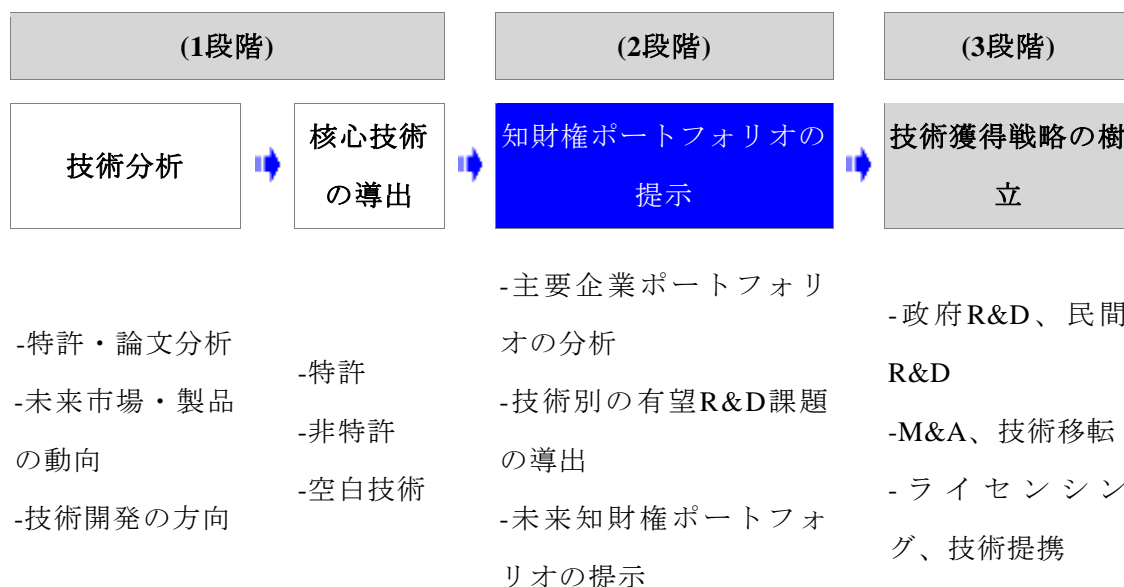 (1段階)
(2段階)
(3段階)
技術分析
核心技術
の導出
知財権ポートフォリオの
提示
技術獲得戦略の樹
立
-特許・論文分析
-未来市場・製品
の動向
-技術開発の方向
-特許
-非特許
-空白技術
-主要企業ポートフォリ
オの分析
-技術別の有望R&D課題
の導出
-未来知財権ポートフォ
リオの提示
-政府R&D、民間
R&D
-M&A、技術移転
-ライセンシン
グ、技術提携